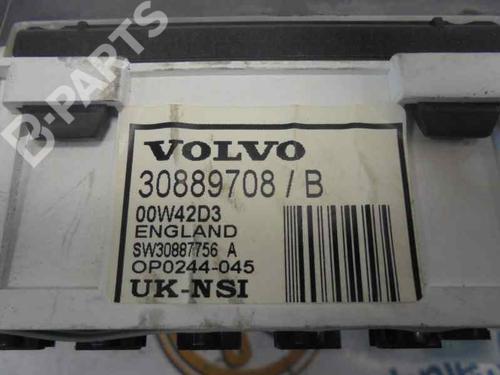 B-PARTS
VOLVO
30889708 / B
00W42D3
ENGLAND
SW30887756 A
OP0244-045
UK-NSI